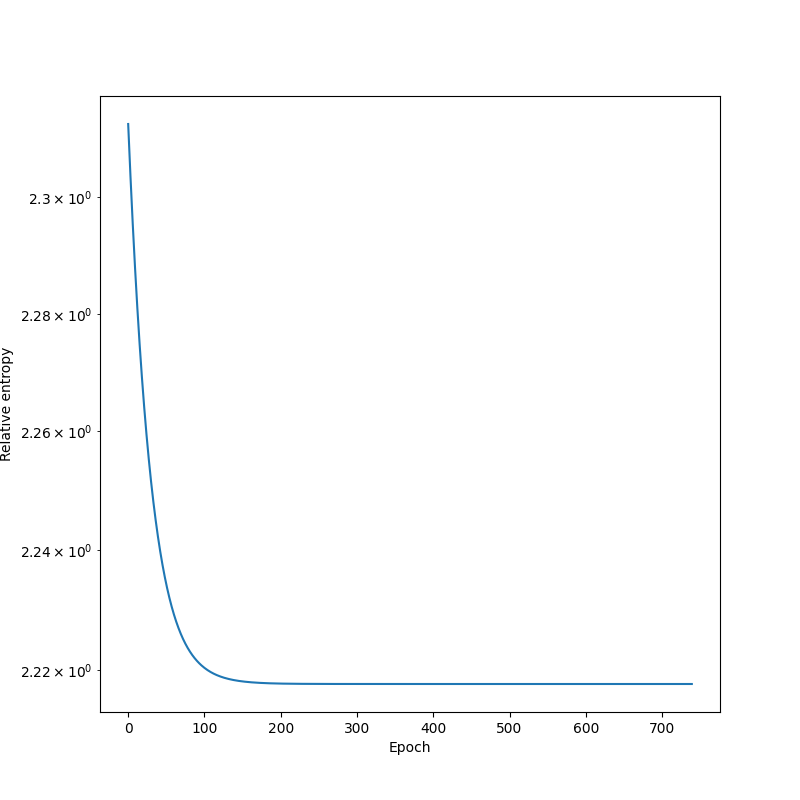 2.3 × 10⁰
2.28 × 10⁰
2.26 × 10⁰
2.24 × 10⁰
2.22 × 10⁰
Relative entropy
0 100 200 300 400 500 600 700
Epoch